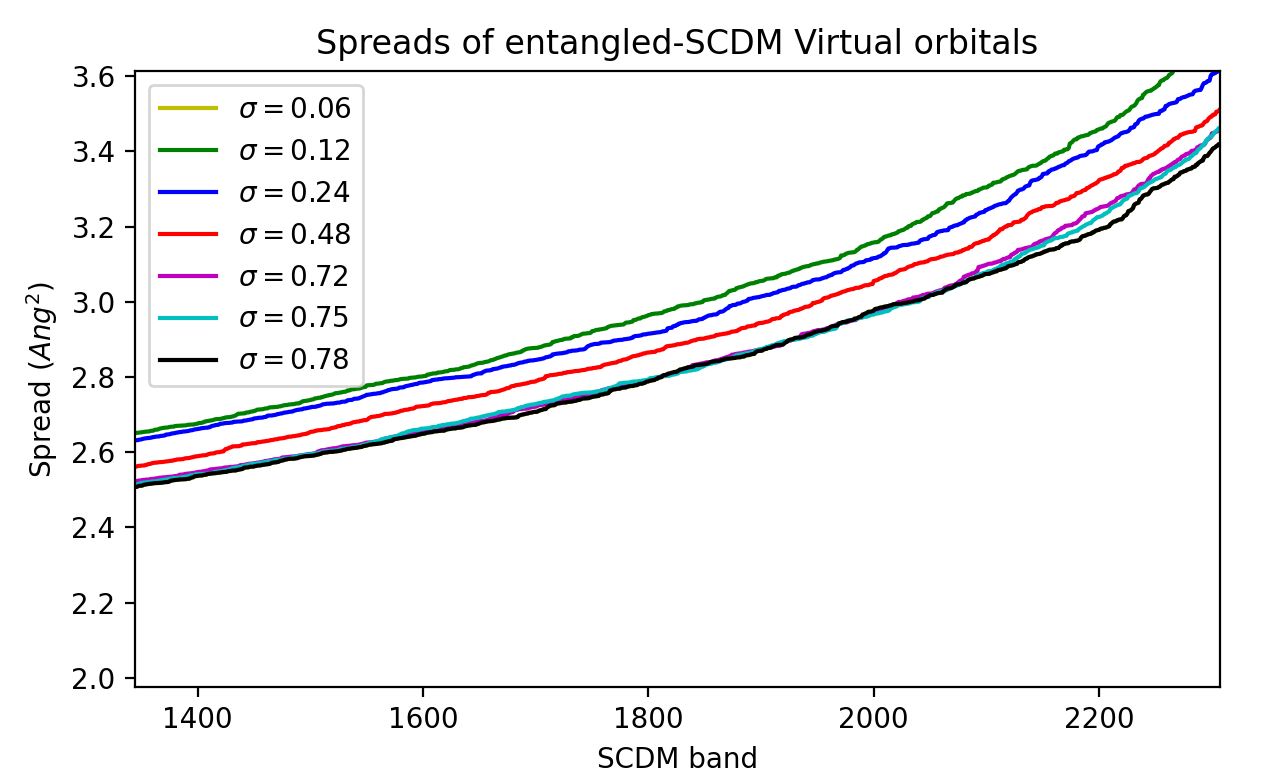 Spreads of entangled-SCDM Virtual orbitals
3.6
3.4
3.2
3.0
2.8
2.6
2.4
2.2
2.0
Spread (Ang²)
σ = 0.06
σ = 0.12
σ = 0.24
σ = 0.48
σ = 0.72
σ = 0.75
σ = 0.78
1400 1600 1800 2000 2200
SCDM band